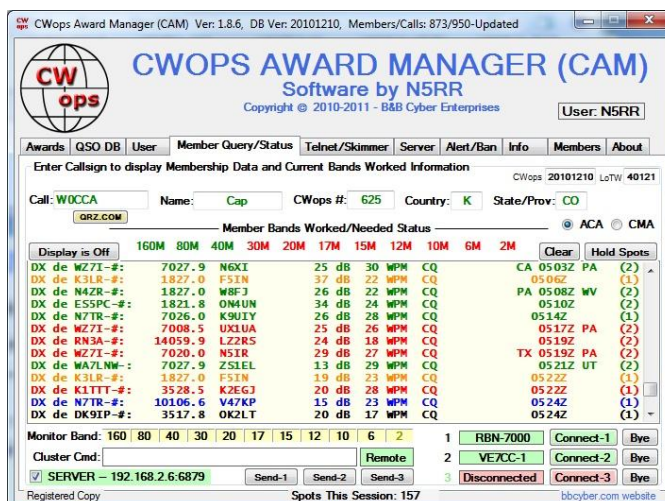 CWops Award Manager (CAM) Ver: 1.8.6, DB Ver: 20101210, Members/Calls: 873/950-Updated
CW ops
CWOPS AWARD MANAGER (CAM)
Software by N5RR
Copyright © 2010-2011 - B&B Cyber Enterprises
User: N5RR
Awards QSO DB User Member Query/Status Telnet/Skimmer Server Alert/Ban Info Members About
Enter Callsign to display Membership Data and Current Bands Worked Information
CWops 20101210 LoTW 40121
Call: W0CCA Name: Cap CWops #: 625 Country: K State/Prov: CO
QRZ.COM
Member Bands Worked/Needed Status
ACA CMA
Display is Off 160M 80M 40M 30M 20M 17M 15M 12M 10M 6M 2M Clear Hold Spots
DX de WZ7I-#: 7027.9 N6XI 25 dB 30 WPM CQ CA 0503Z PA (2)
DX de K3LR-#: 1827.0 F5IN 37 dB 22 WPM CQ 0506Z (1)
DX de N4ZR-#: 1827.0 W8FJ 26 dB 22 WPM CQ PA 0508Z WV (2)
DX de ES5PC-#: 1821.8 ON4UN 34 dB 24 WPM CQ 0510Z (2)
DX de N7TR-#: 7026.0 K9UIY 26 dB 28 WPM CQ 0514Z (1)
DX de WZ7I-#: 7008.5 UX1UA 25 dB 26 WPM CQ 0517Z PA (2)
DX de RN3A-#: 14059.9 LZ2RS 24 dB 18 WPM CQ 0519Z (2)
DX de WZ7I-#: 7020.0 N5IR 29 dB 27 WPM CQ TX 0519Z PA (2)
DX de WA7LNW-: 7027.9 ZS1EL 13 dB 29 WPM CQ 0521Z UT (2)
DX de K3LR-#: 1827.0 F5IN 19 dB 23 WPM CQ 0522Z (1)
DX de K1TTT-#: 3528.5 K2EGJ 20 dB 28 WPM CQ 0522Z (1)
DX de N7TR-#: 10106.6 V47KP 15 dB 23 WPM CQ 0524Z (1)
DX de DK9IP-#: 3517.8 OK2LT 20 dB 17 WPM CQ 0524Z (1)
Monitor Band: 160 80 40 30 20 17 15 12 10 6 2 1 RBN-7000 Connect-1 Bye
Cluster Cmd: Remote 2 VE7CC-1 Connect-2 Bye
SERVER -- 192.168.2.6:6879 Send-1 Send-2 Send-3 3 Disconnected Connect-3 Bye
Registered Copy Spots This Session: 157 bbcyber.com website